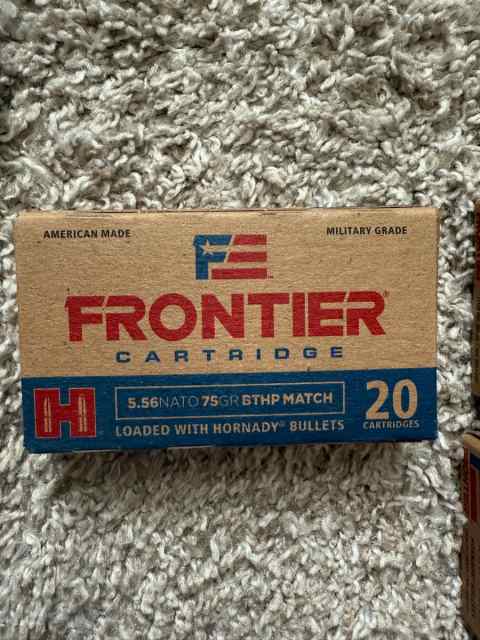 AMERICAN MADE
MILITARY GRADE
FRONTIER®
CARTRIDGE
H
5.56NATO 75GR BTHP MATCH
LOADED WITH HORNADY® BULLETS
20
CARTRIDGES